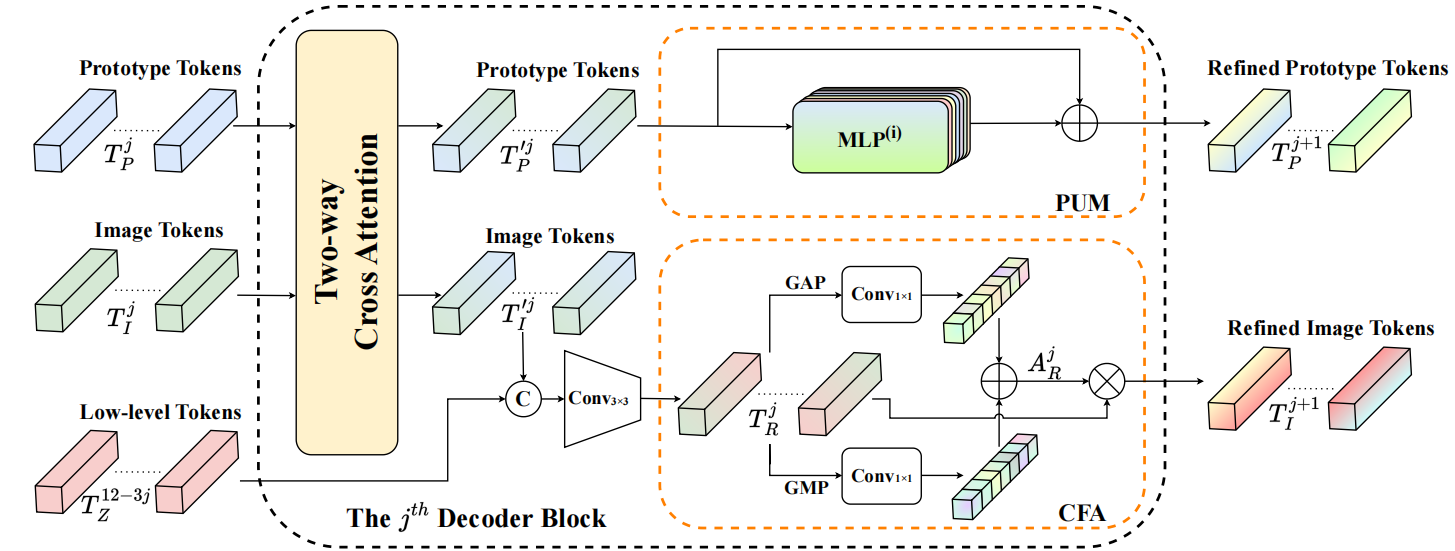 Prototype Tokens
Prototype Tokens
Refined Prototype Tokens
MLP(i)
T_P^j
T_P'^j
T_P^{j+1}
PUM
Two-way
Cross Attention
Image Tokens
Image Tokens
GAP
Conv1×1
T_I^j
T_I'^j
Refined Image Tokens
A_R^j
C
Conv3×3
Low-level Tokens
T_R^j
T_I^{j+1}
GMP
Conv1×1
T_Z^{12−3j}
The j^{th} Decoder Block
CFA